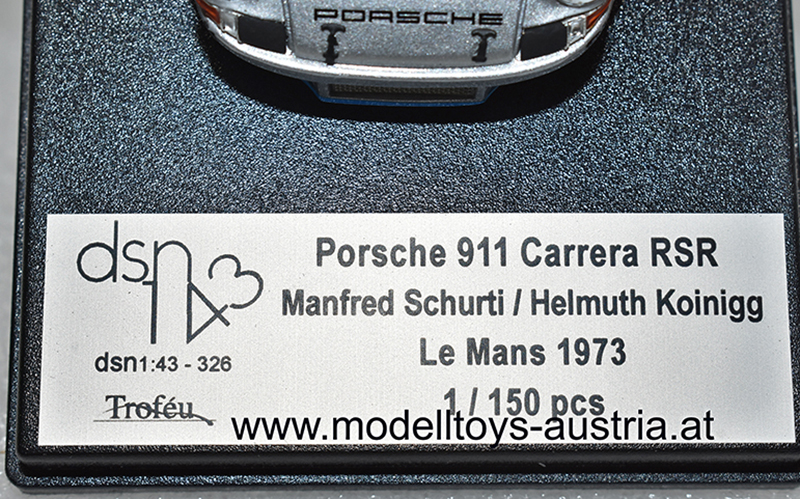 PORSCHE
dsn43
Porsche 911 Carrera RSR
Manfred Schurti / Helmuth Koinigg
Le Mans 1973
dsn1:43 - 326
1 / 150 pcs
Troféu
www.modelltoys-austria.at